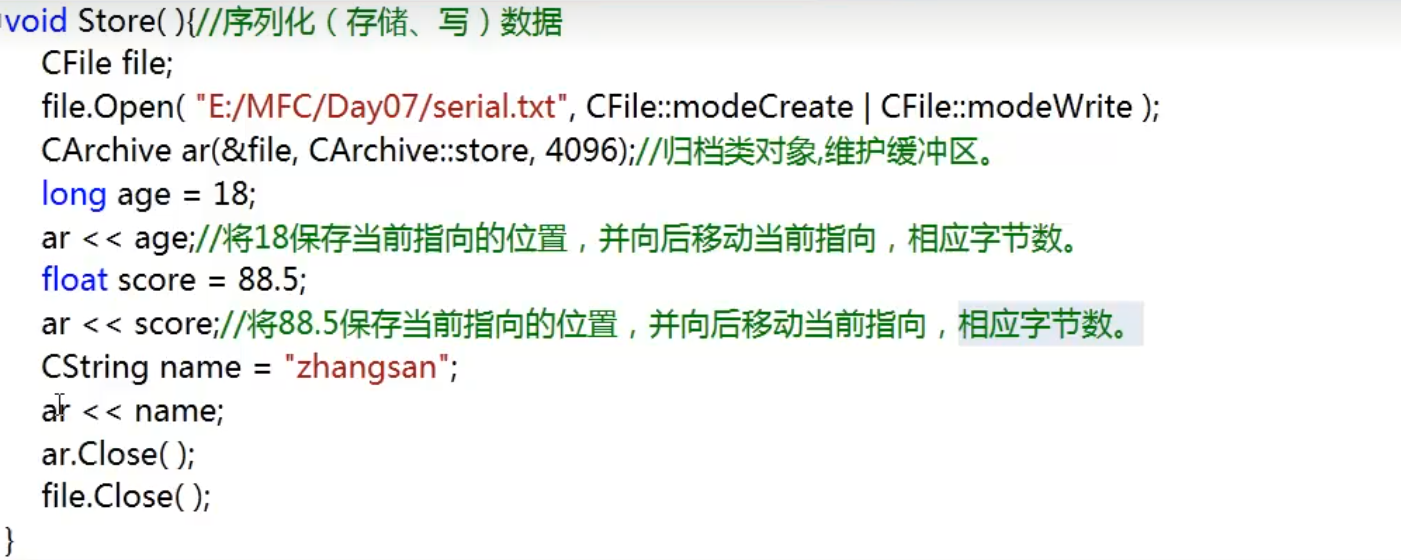 void Store( ){//序列化（存储、写）数据
CFile file;
file.Open( "E:/MFC/Day07/serial.txt", CFile::modeCreate | CFile::modeWrite );
CArchive ar(&file, CArchive::store, 4096);//归档类对象,维护缓冲区。
long age = 18;
ar << age;//将18保存当前指向的位置，并向后移动当前指向，相应字节数。
float score = 88.5;
ar << score;//将88.5保存当前指向的位置，并向后移动当前指向，相应字节数。
CString name = "zhangsan";
ar << name;
ar.Close( );
file.Close( );
}